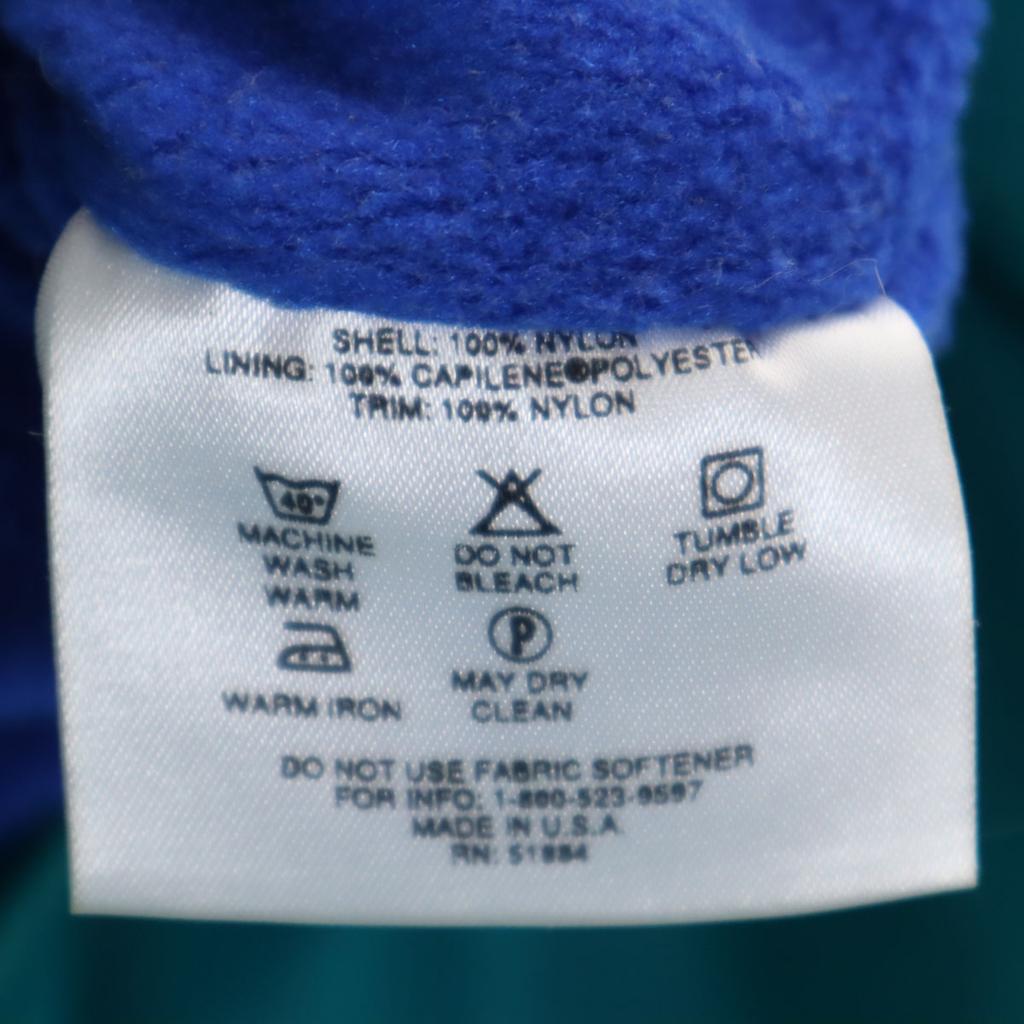 SHELL: 100% NYLON
LINING: 100% CAPILENE®POLYESTER
TRIM: 100% NYLON
40°
MACHINE WASH WARM
DO NOT BLEACH
TUMBLE DRY LOW
P
WARM IRON
MAY DRY CLEAN
DO NOT USE FABRIC SOFTENER
FOR INFO: 1-800-523-9597
MADE IN U.S.A.
RN: 51884